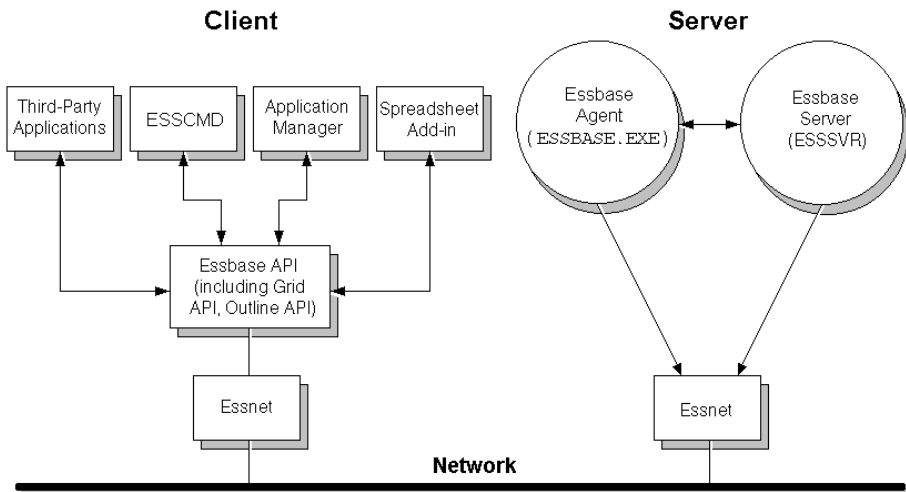 Client
Server
Third-Party
Applications
ESSCMD
Application
Manager
Spreadsheet
Add-in
Essbase
Agent
(ESSBASE.EXE)
Essbase
Server
(ESSSVR)
Essbase API
(including Grid
API, Outline API)
Essnet
Essnet
Network